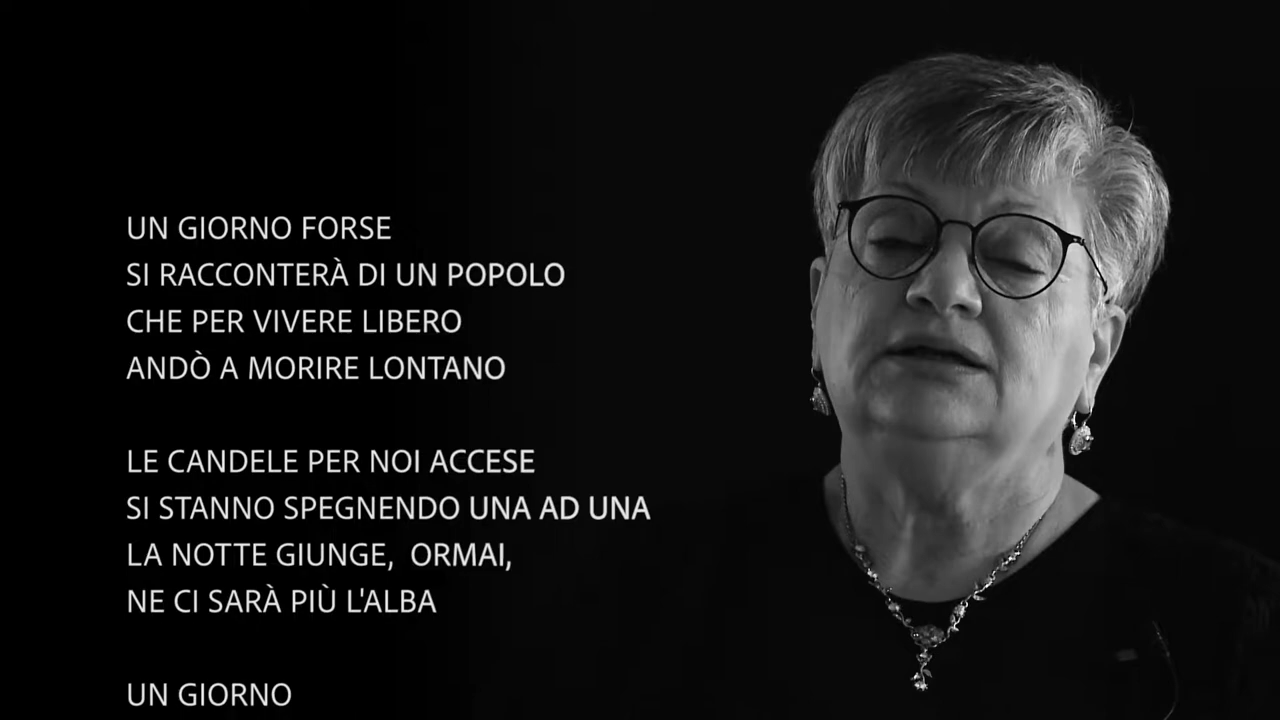 UN GIORNO FORSE
SI RACCONTERÀ DI UN POPOLO
CHE PER VIVERE LIBERO
ANDÒ A MORIRE LONTANO
LE CANDELE PER NOI ACCESE
SI STANNO SPEGNENDO UNA AD UNA
LA NOTTE GIUNGE,  ORMAI,
NE CI SARÀ PIÙ L'ALBA
UN GIORNO